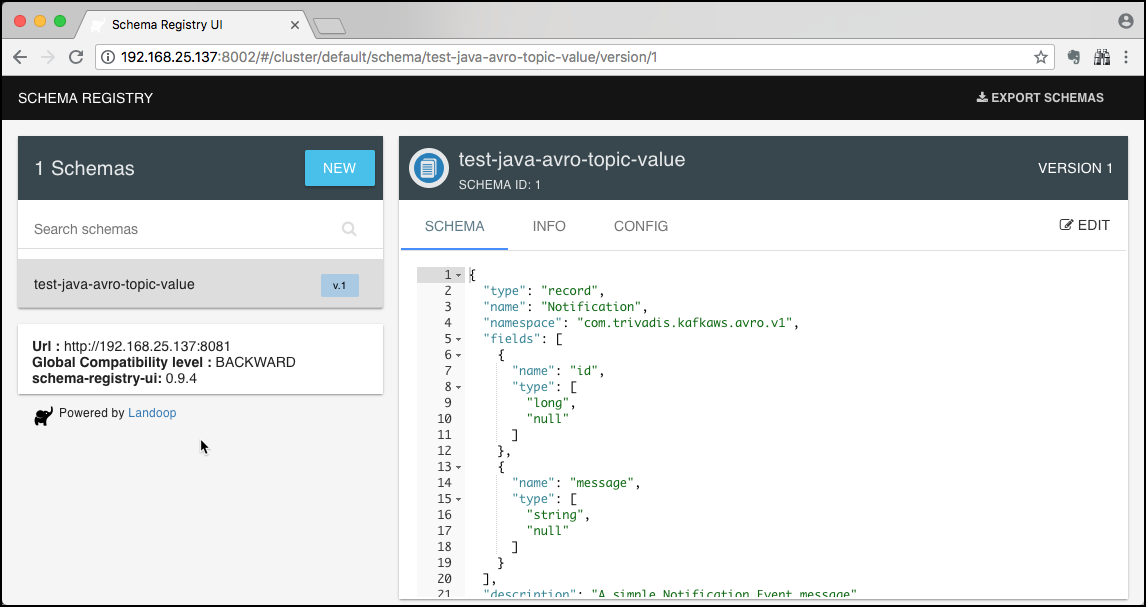 Schema Registry UI
192.168.25.137:8002/#/cluster/default/schema/test-java-avro-topic-value/version/1
SCHEMA REGISTRY
EXPORT SCHEMAS
1 Schemas
NEW
Search schemas
test-java-avro-topic-value
v.1
Url : http://192.168.25.137:8081
Global Compatibility level : BACKWARD
schema-registry-ui: 0.9.4
Powered by Landoop
test-java-avro-topic-value
SCHEMA ID: 1
VERSION 1
SCHEMA INFO CONFIG
EDIT
1 {
2 "type": "record",
3 "name": "Notification",
4 "namespace": "com.trivadis.kafkaws.avro.v1",
5 "fields": [
6 {
7 "name": "id",
8 "type": [
9 "long",
10 "null"
11 ]
12 },
13 {
14 "name": "message",
15 "type": [
16 "string",
17 "null"
18 ]
19 }
20 ],
21 "description": "A simple Notification Event message"